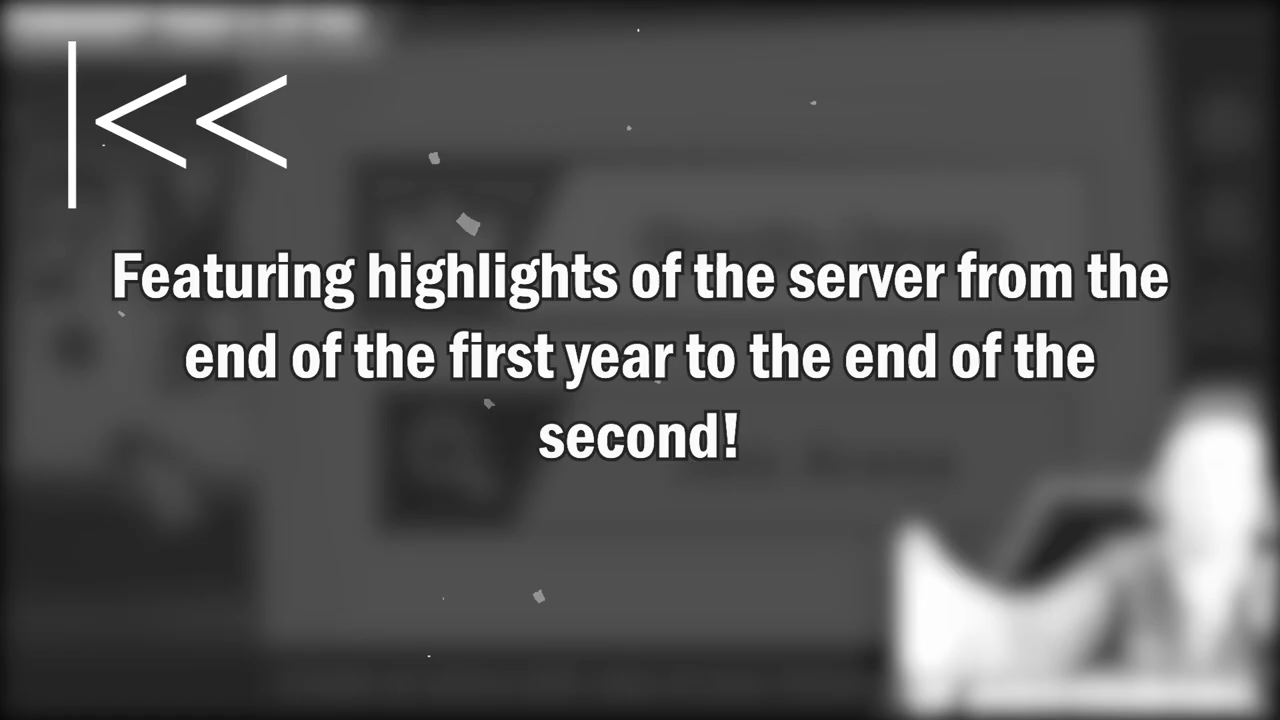 Featuring highlights of the server from the
end of the first year to the end of the
second!